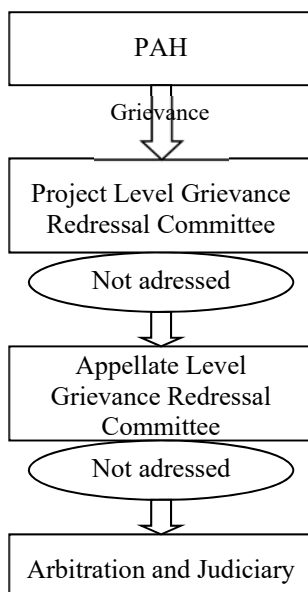 PAH
Grievance
Project Level Grievance
Redressal Committee
Not adressed
Appellate Level
Grievance Redressal
Committee
Not adressed
Arbitration and Judiciary